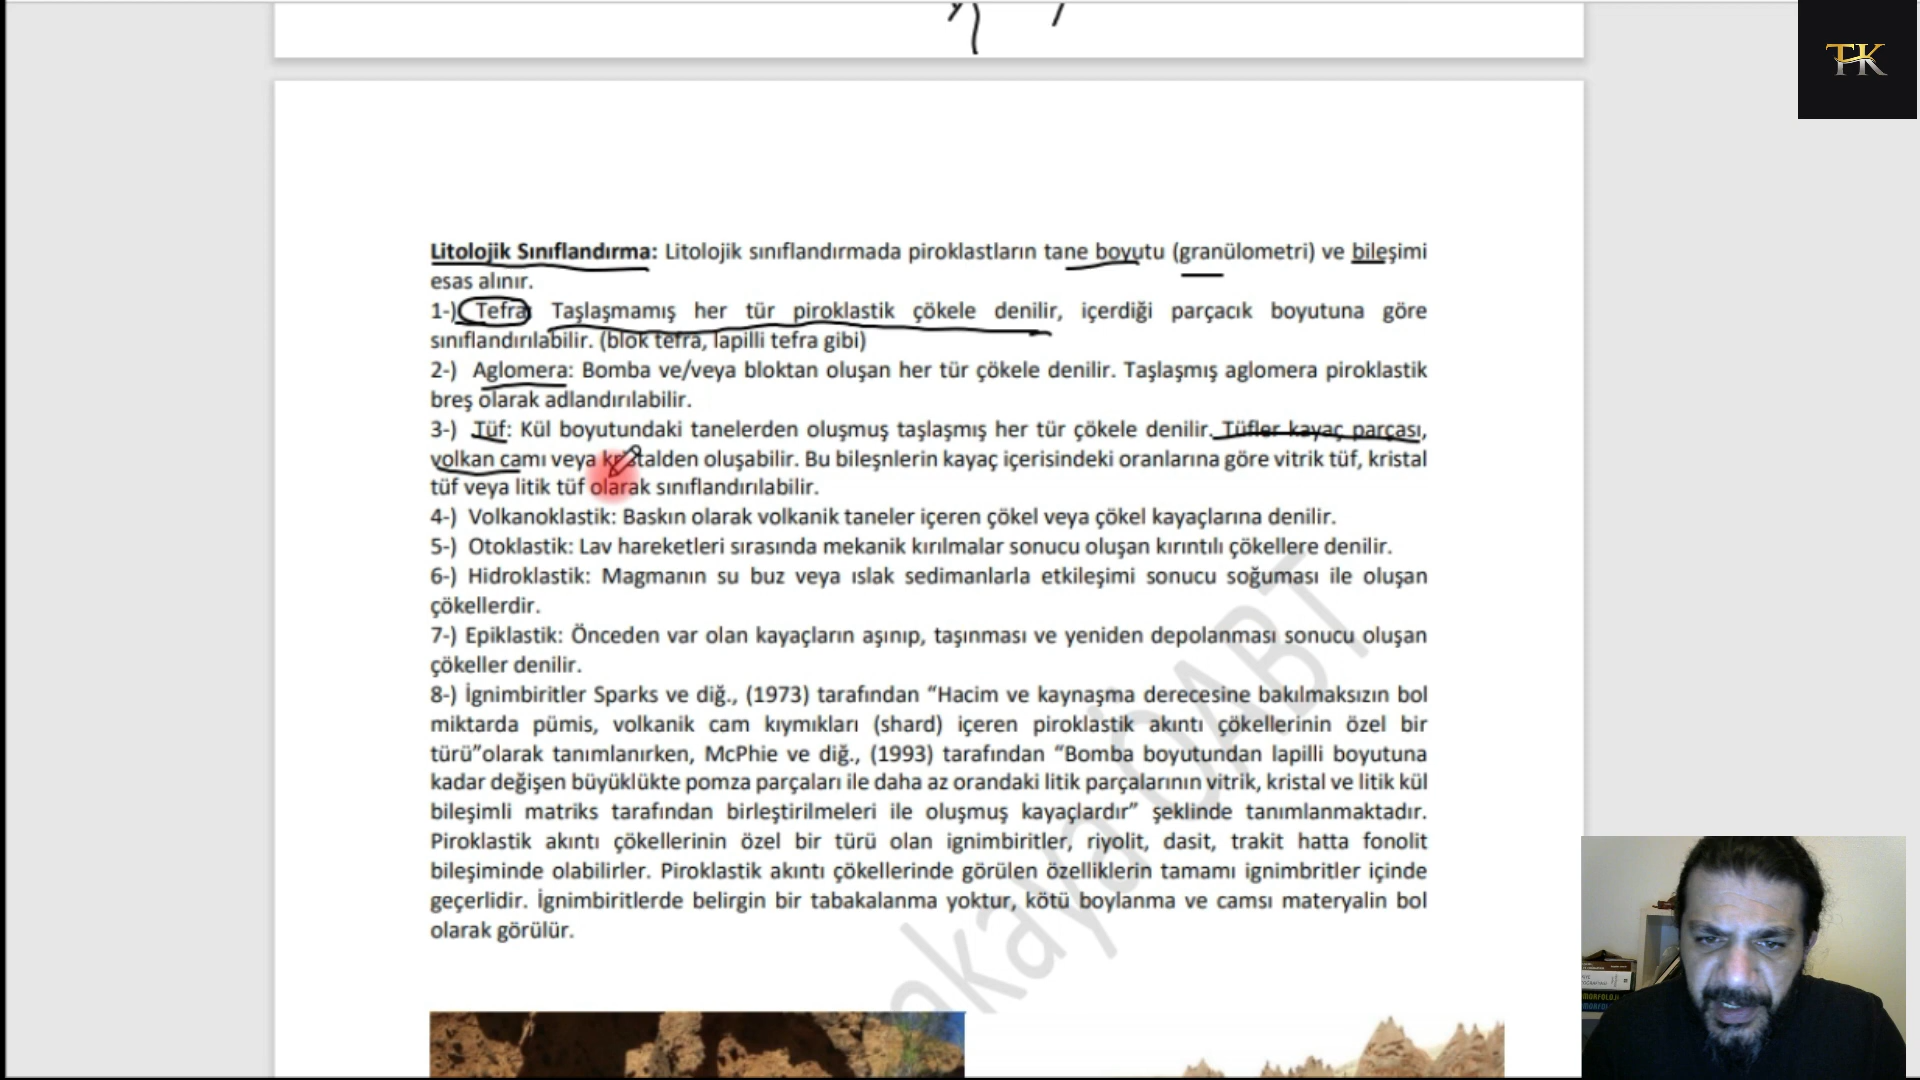 TK
Litolojik Sınıflandırma: Litolojik sınıflandırmada piroklastların tane boyutu (granülometri) ve bileşimi
esas alınır.
1-) Tefra: Taşlaşmamış her tür piroklastik çökele denilir, içerdiği parçacık boyutuna göre
sınıflandırılabilir. (blok tefra, lapilli tefra gibi)
2-) Aglomera: Bomba ve/veya bloktan oluşan her tür çökele denilir. Taşlaşmış aglomera piroklastik
breş olarak adlandırılabilir.
3-) Tüf: Kül boyutundaki tanelerden oluşmuş taşlaşmış her tür çökele denilir. Tüfler kayaç parçası,
volkan camı veya kristalden oluşabilir. Bu bileşnlerin kayaç içerisindeki oranlarına göre vitrik tüf, kristal
tüf veya litik tüf olarak sınıflandırılabilir.
4-) Volkanoklastik: Baskın olarak volkanik taneler içeren çökel veya çökel kayaçlarına denilir.
5-) Otoklastik: Lav hareketleri sırasında mekanik kırılmalar sonucu oluşan kırıntılı çökellere denilir.
6-) Hidroklastik: Magmanın su buz veya ıslak sedimanlarla etkileşimi sonucu soğuması ile oluşan
çökellerdir.
7-) Epiklastik: Önceden var olan kayaçların aşınıp, taşınması ve yeniden depolanması sonucu oluşan
çökeller denilir.
8-) İgnimbiritler Sparks ve diğ., (1973) tarafından “Hacim ve kaynaşma derecesine bakılmaksızın bol
miktarda pümis, volkanik cam kıymıkları (shard) içeren piroklastik akıntı çökellerinin özel bir
türü”olarak tanımlanırken, McPhie ve diğ., (1993) tarafından “Bomba boyutundan lapilli boyutuna
kadar değişen büyüklükte pomza parçaları ile daha az orandaki litik parçalarının vitrik, kristal ve litik kül
bileşimli matriks tarafından birleştirilmeleri ile oluşmuş kayaçlardır” şeklinde tanımlanmaktadır.
Piroklastik akıntı çökellerinin özel bir türü olan ignimbiritler, riyolit, dasit, trakit hatta fonolit
bileşiminde olabilirler. Piroklastik akıntı çökellerinde görülen özelliklerin tamamı ignimbritler içinde
geçerlidir. İgnimbiritlerde belirgin bir tabakalanma yoktur, kötü boylanma ve camsı materyalin bol
olarak görülür.
akaya ÖABT